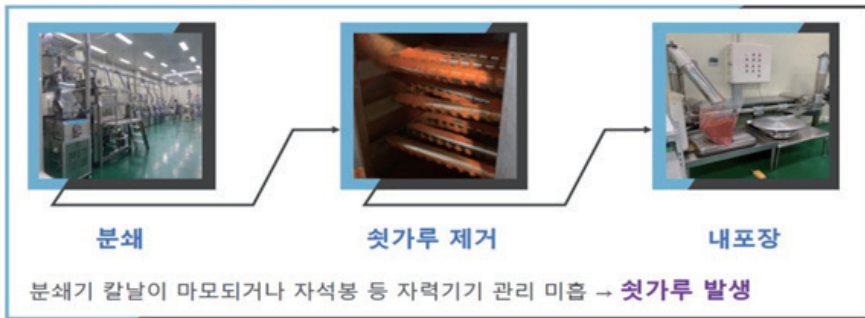 분쇄
쇳가루 제거
내포장
분쇄기 칼날이 마모되거나 자석봉 등 자력기기 관리 미흡 → 쇳가루 발생